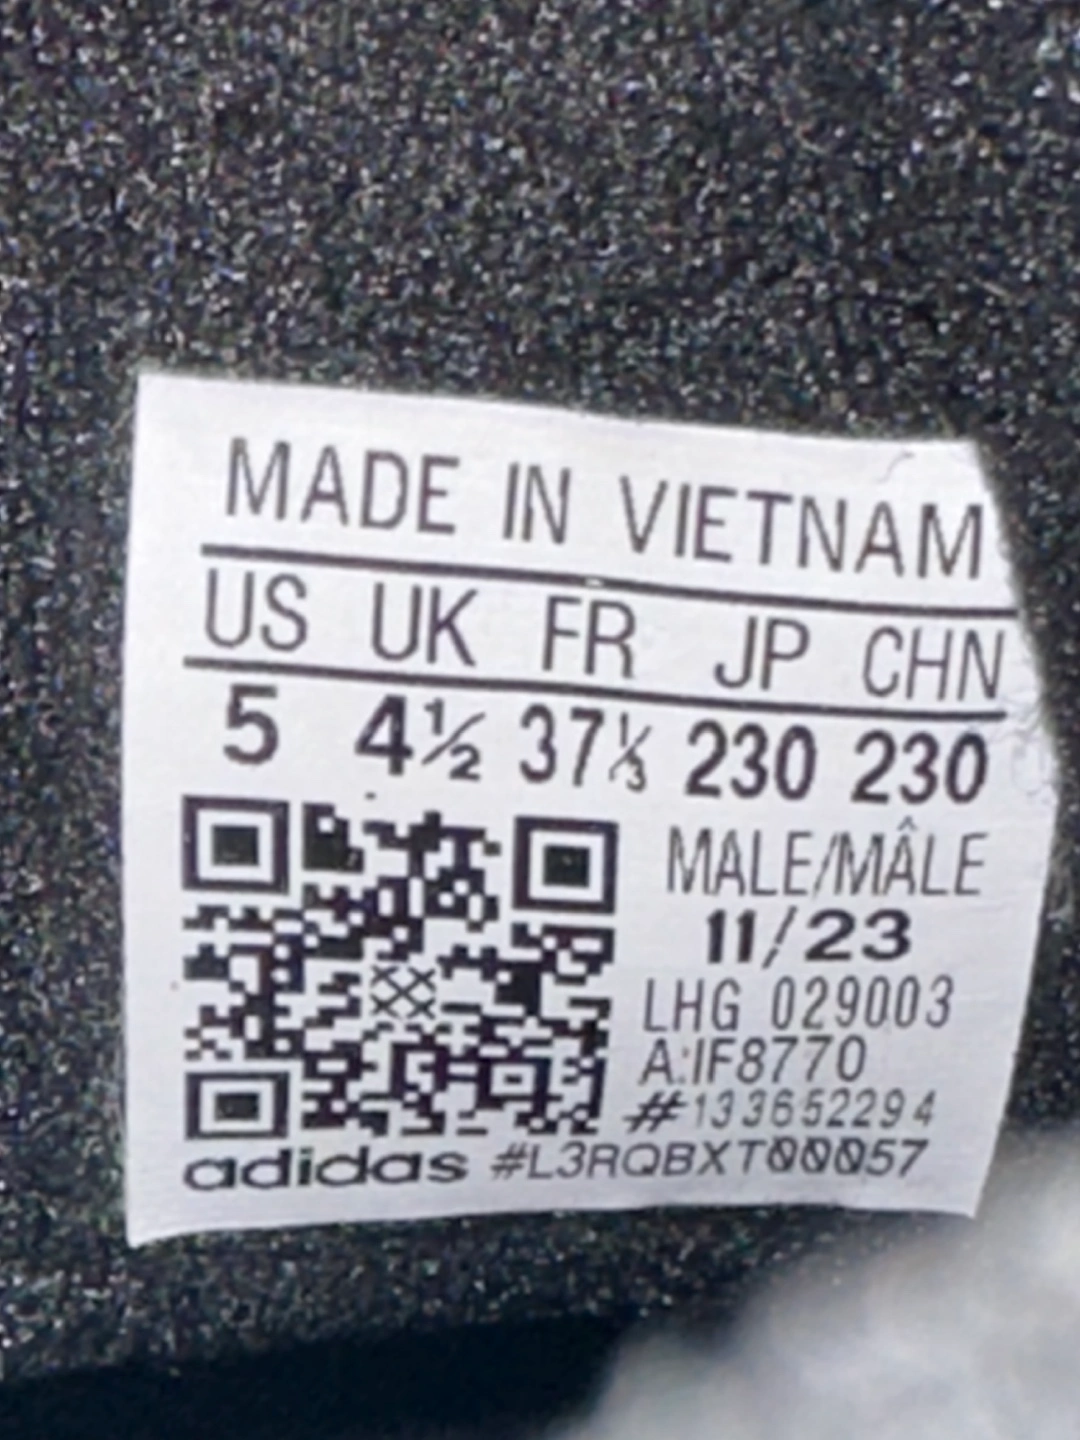 MADE IN VIETNAM
US UK FR JP CHN
5 4½ 37⅓ 230 230
MALE/MÂLE
11/23
LHG 029003
A:IF8770
#133652294
adidas #L3RQBXT00057